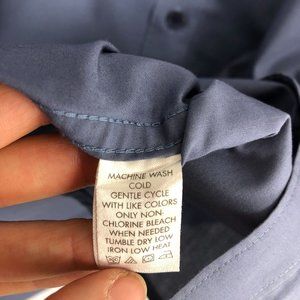 MACHINE WASH
COLD
GENTLE CYCLE
WITH LIKE COLORS
ONLY NON-
CHLORINE BLEACH
WHEN NEEDED
TUMBLE DRY LOW
IRON LOW HEAT